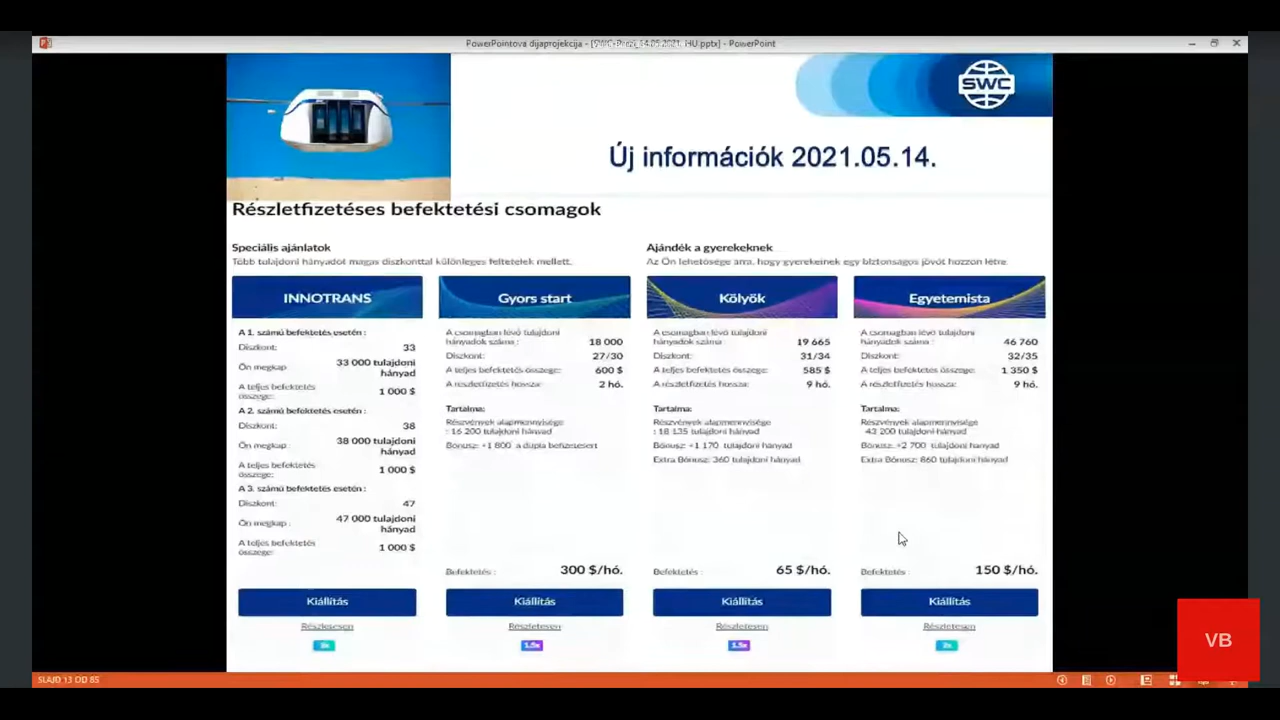 PowerPointova dijaprojekcija - [SWC 14.05.2021. HU.pptx] - PowerPoint
SWC
Új információk 2021.05.14.
Részletfizetéses befektetési csomagok
Speciális ajánlatok
Több tulajdoni hányadot magas diszkonttal különleges feltételek mellett.
Ajándék a gyerekeknek
Az Ön lehetősége arra, hogy gyerekeinek egy biztonságos jövőt hozzon létre.
INNOTRANS
A 1. számú befektetés esetén :
Diszkont: 33
Ön megkap : 33 000 tulajdoni
hányad
A teljes befektetés
összege: 1 000 $
A 2. számú befektetés esetén :
Diszkont: 38
Ön megkap : 38 000 tulajdoni
hányad
A teljes befektetés
összege: 1 000 $
A 3. számú befektetés esetén :
Diszkont: 47
Ön megkap : 47 000 tulajdoni
hányad
A teljes befektetés
összege: 1 000 $
Kiállítás
Részletesen
3x
Gyors start
A csomagban lévő tulajdoni
hányadok száma : 18 000
Diszkont: 27/30
A teljes befektetés összege: 600 $
A részletfizetés hossza: 2 hó.
Tartalma:
Részvények alapmennyisége
: 16 200 tulajdoni hányad
Bónusz: +1 800 a dupla befizetésért
Befektetés : 300 $/hó.
Kiállítás
Részletesen
1.5x
Kölyök
A csomagban lévő tulajdoni
hányadok száma : 19 665
Diszkont: 31/34
A teljes befektetés összege: 585 $
A részletfizetés hossza: 9 hó.
Tartalma:
Részvények alapmennyisége
: 18 135 tulajdoni hányad
Bónusz: +1 170 tulajdoni hányad
Extra Bónusz: 360 tulajdoni hányad
Befektetés : 65 $/hó.
Kiállítás
Részletesen
1.5x
Egyetemista
A csomagban lévő tulajdoni
hányadok száma : 46 760
Diszkont: 32/35
A teljes befektetés összege: 1 350 $
A részletfizetés hossza: 9 hó.
Tartalma:
Részvények alapmennyisége
43 200 tulajdoni hányad
Bónusz: +2 700 tulajdoni hányad
Extra Bónusz: 860 tulajdoni hányad
Befektetés : 150 $/hó.
Kiállítás
Részletesen
2x
VB
SLAJD 13 OD 85